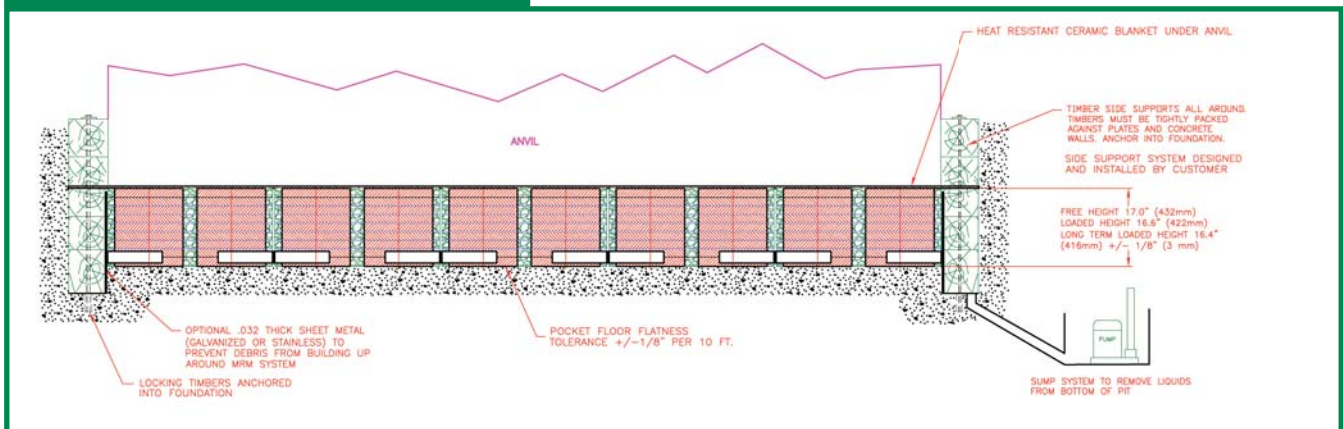 HEAT RESISTANT CERAMIC BLANKET UNDER ANVIL
TIMBER SIDE SUPPORTS ALL AROUND.
TIMBERS MUST BE TIGHTLY PACKED
AGAINST PLATES AND CONCRETE
WALLS. ANCHOR INTO FOUNDATION.
SIDE SUPPORT SYSTEM DESIGNED
AND INSTALLED BY CUSTOMER
ANVIL
FREE HEIGHT 17.0" (432mm)
LOADED HEIGHT 16.6" (422mm)
LONG TERM LOADED HEIGHT 16.4"
(416mm) +/- 1/8" (3 mm)
OPTIONAL .032 THICK SHEET METAL
(GALVANIZED OR STAINLESS) TO
PREVENT DEBRIS FROM BUILDING UP
AROUND MRM SYSTEM
LOCKING TIMBERS ANCHORED
INTO FOUNDATION
POCKET FLOOR FLATNESS
TOLERANCE +/-1/8" PER 10 FT.
PUMP
SUMP SYSTEM TO REMOVE LIQUIDS
FROM BOTTOM OF PIT